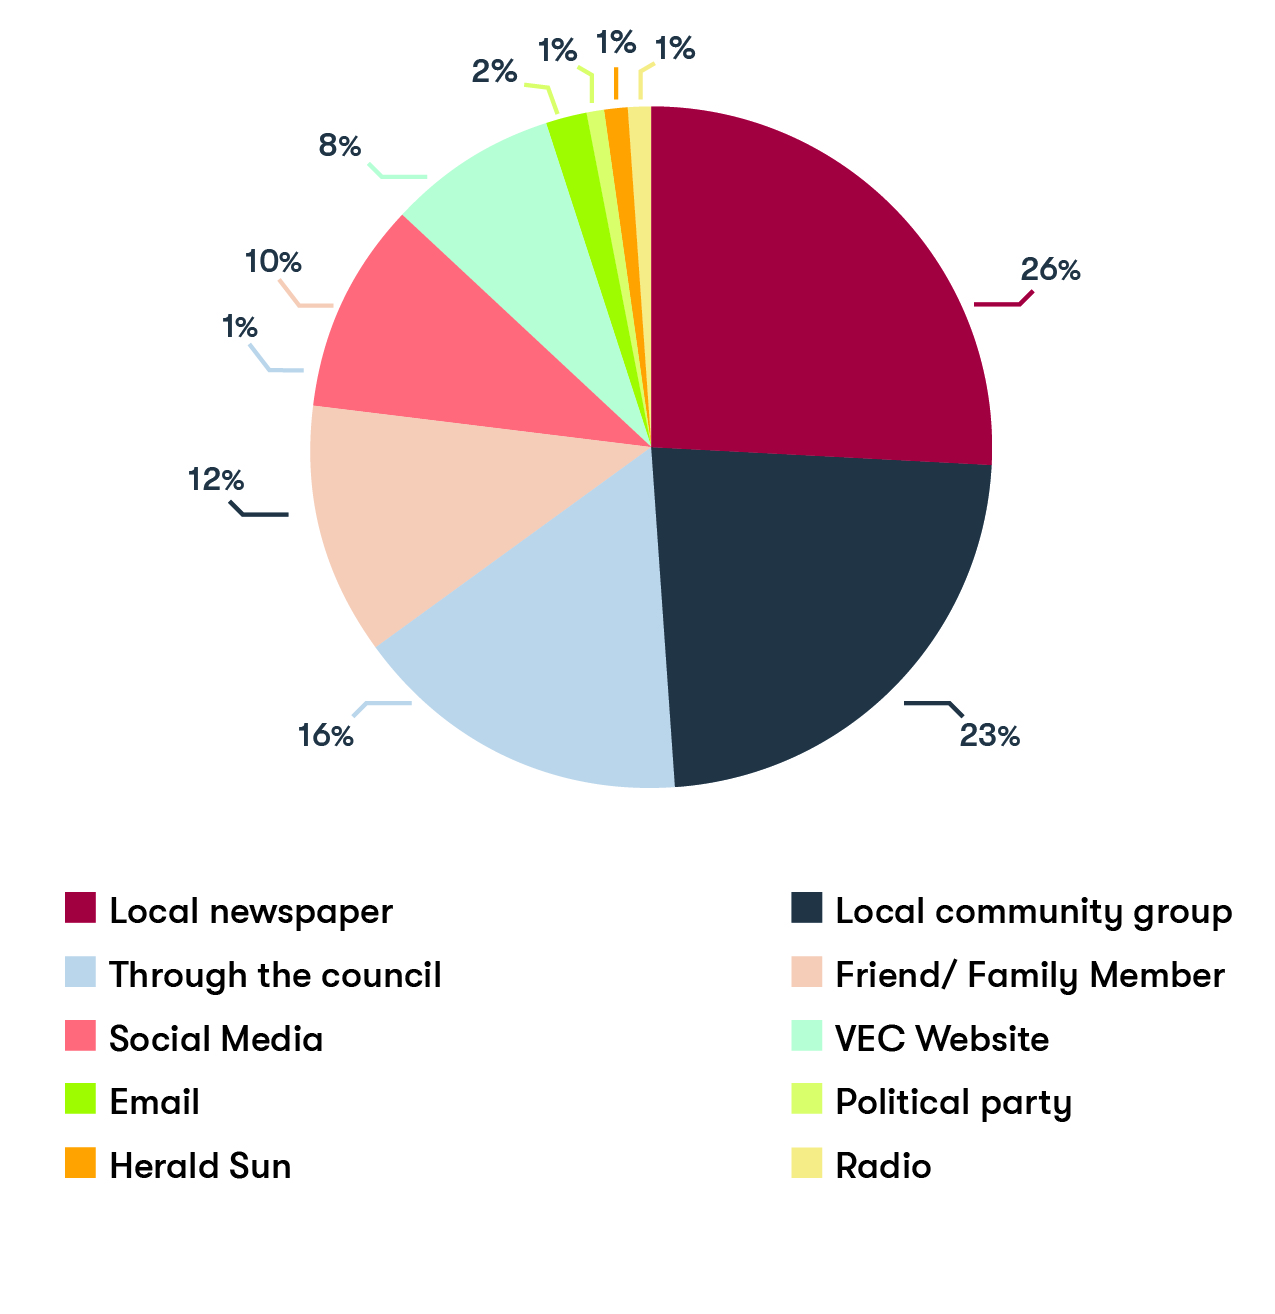 1%
1%
1%
2%
8%
10%
1%
12%
16%
26%
23%
Local newspaper
Local community group
Through the council
Friend/ Family Member
Social Media
VEC Website
Email
Political party
Herald Sun
Radio